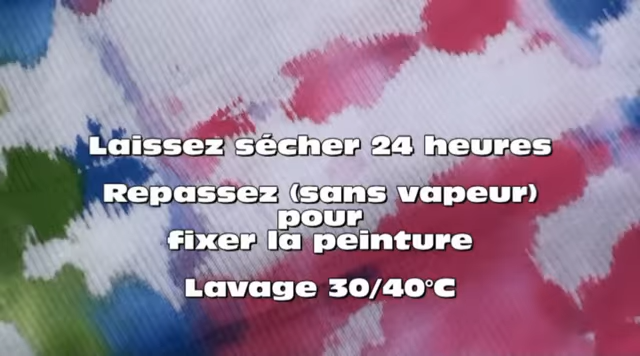 Laissez sécher 24 heures
Repassez (sans vapeur)
pour
fixer la peinture
Lavage 30/40°C